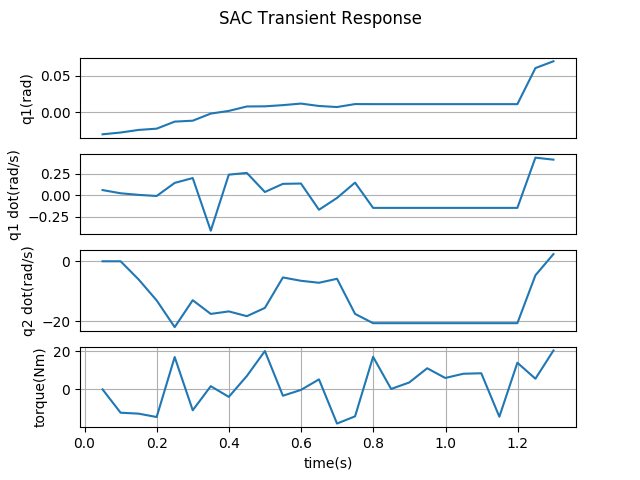 SAC Transient Response
q1(rad)
0.05
0.00
q1 dot(rad/s)
0.25
0.00
−0.25
q2 dot(rad/s)
0
−20
torque(Nm)
20
0
0.0 0.2 0.4 0.6 0.8 1.0 1.2
time(s)